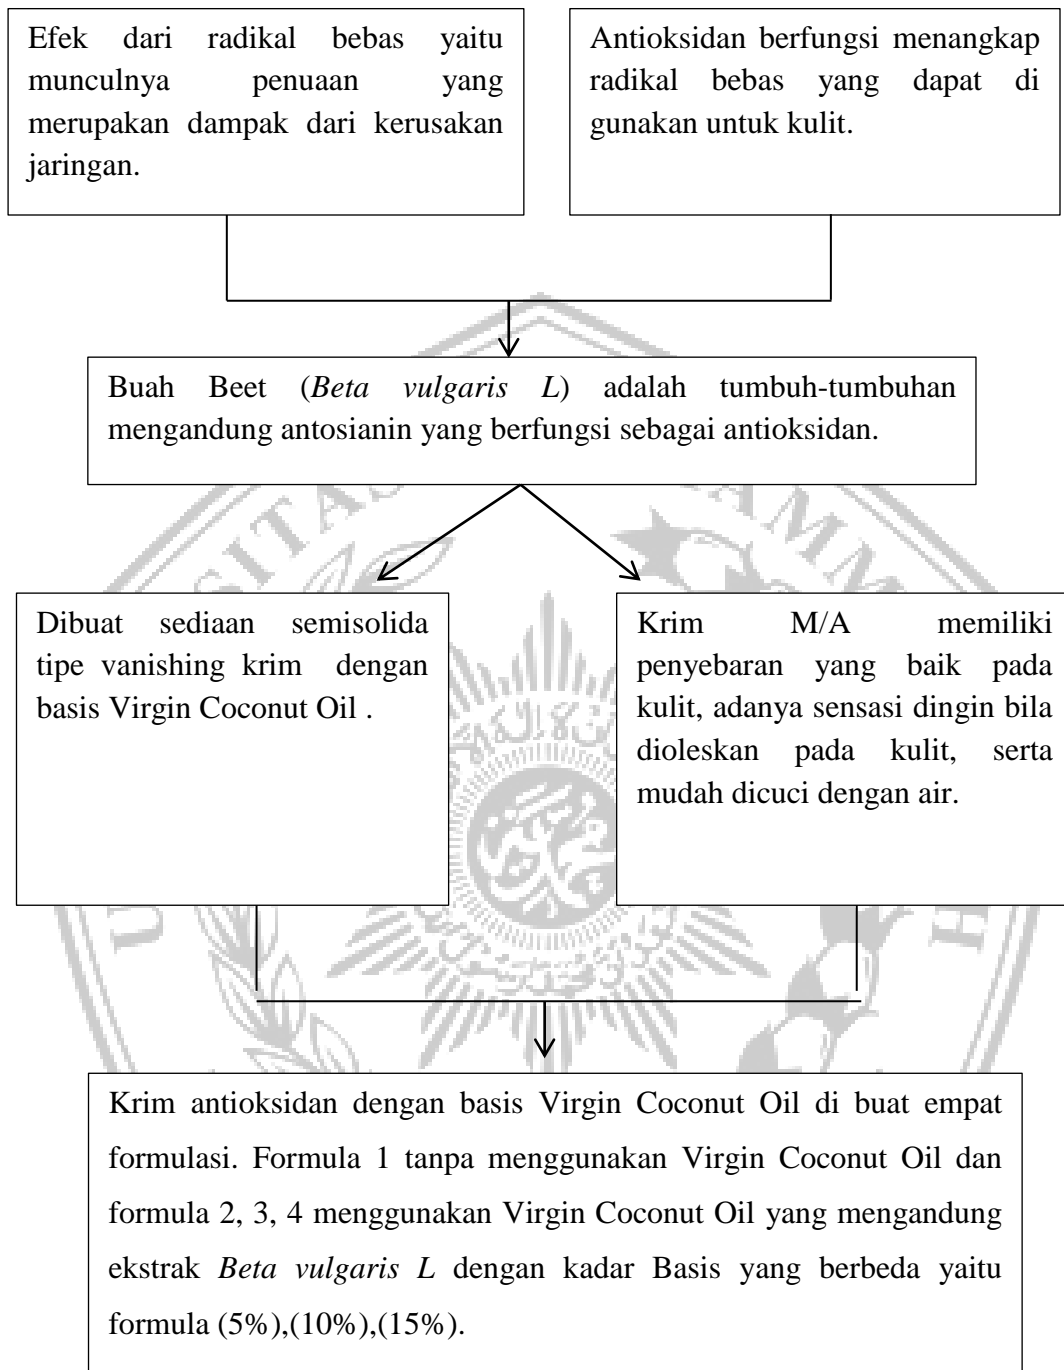 Efek dari radikal bebas yaitu
munculnya penuaan yang
merupakan dampak dari kerusakan
jaringan.
Antioksidan berfungsi menangkap
radikal bebas yang dapat di
gunakan untuk kulit.
Buah Beet (Beta vulgaris L) adalah tumbuh-tumbuhan
mengandung antosianin yang berfungsi sebagai antioksidan.
Dibuat sediaan semisolida
tipe vanishing krim dengan
basis Virgin Coconut Oil .
Krim M/A memiliki
penyebaran yang baik pada
kulit, adanya sensasi dingin bila
dioleskan pada kulit, serta
mudah dicuci dengan air.
Krim antioksidan dengan basis Virgin Coconut Oil di buat empat
formulasi. Formula 1 tanpa menggunakan Virgin Coconut Oil dan
formula 2, 3, 4 menggunakan Virgin Coconut Oil yang mengandung
ekstrak Beta vulgaris L dengan kadar Basis yang berbeda yaitu
formula (5%),(10%),(15%).